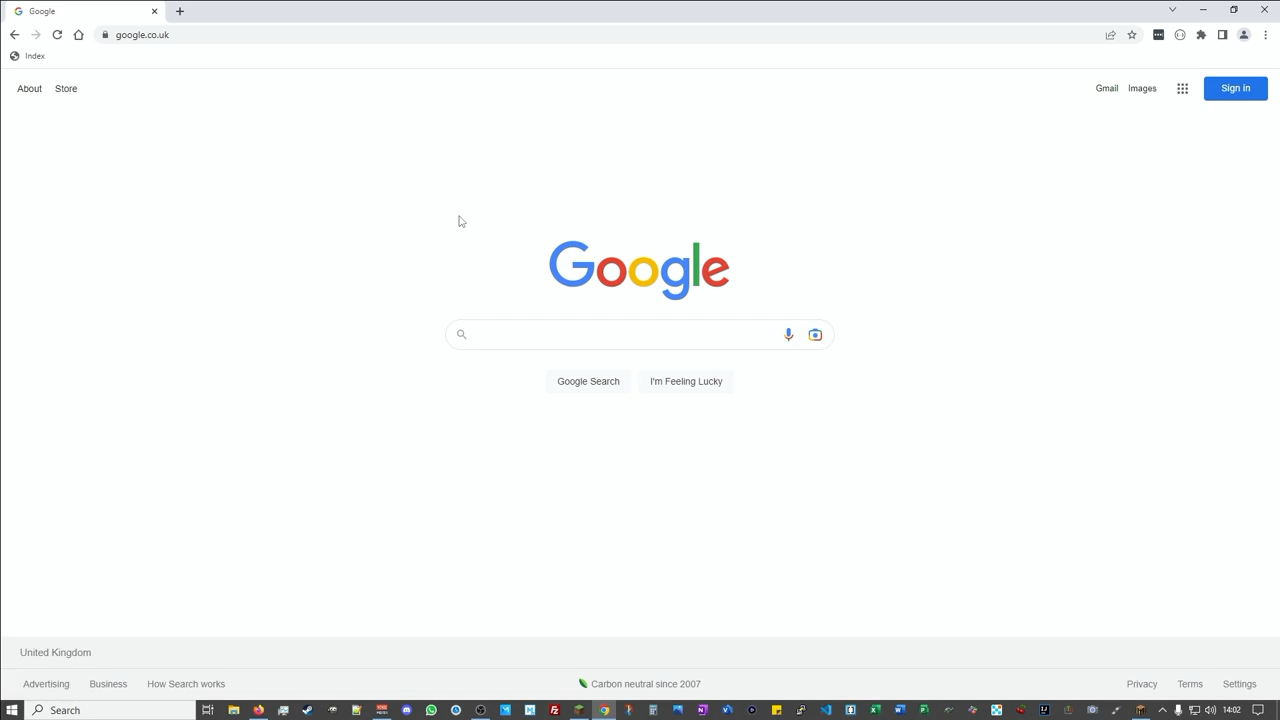 Google
google.co.uk
Index
About Store
Gmail Images Sign in
Google
Google Search I'm Feeling Lucky
United Kingdom
Advertising Business How Search works Carbon neutral since 2007 Privacy Terms Settings
Search 14:02